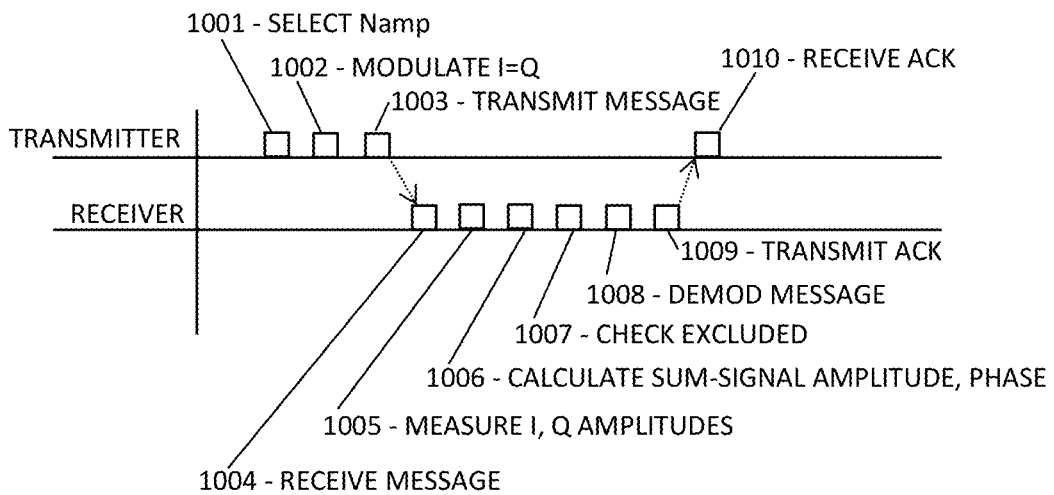 1001 - SELECT Namp
1002 - MODULATE I=Q
1003 - TRANSMIT MESSAGE
1010 - RECEIVE ACK
TRANSMITTER
RECEIVER
1009 - TRANSMIT ACK
1008 - DEMOD MESSAGE
1007 - CHECK EXCLUDED
1006 - CALCULATE SUM-SIGNAL AMPLITUDE, PHASE
1005 - MEASURE I, Q AMPLITUDES
1004 - RECEIVE MESSAGE